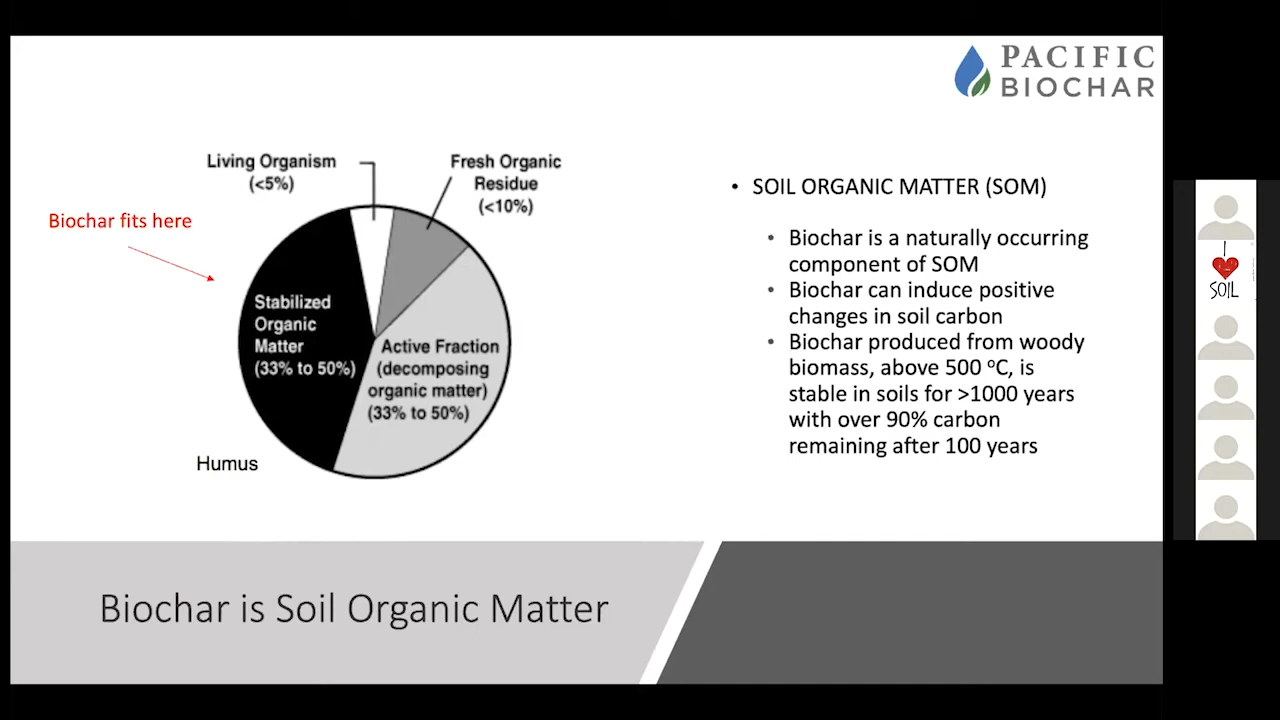 PACIFIC
BIOCHAR
Living Organism
(<5%)
Fresh Organic
Residue
(<10%)
Biochar fits here
Stabilized
Organic
Matter
(33% to 50%)
Active Fraction
(decomposing
organic matter)
(33% to 50%)
Humus
• SOIL ORGANIC MATTER (SOM)
• Biochar is a naturally occurring
component of SOM
• Biochar can induce positive
changes in soil carbon
• Biochar produced from woody
biomass, above 500 ºC, is
stable in soils for >1000 years
with over 90% carbon
remaining after 100 years
Biochar is Soil Organic Matter
I
SOIL